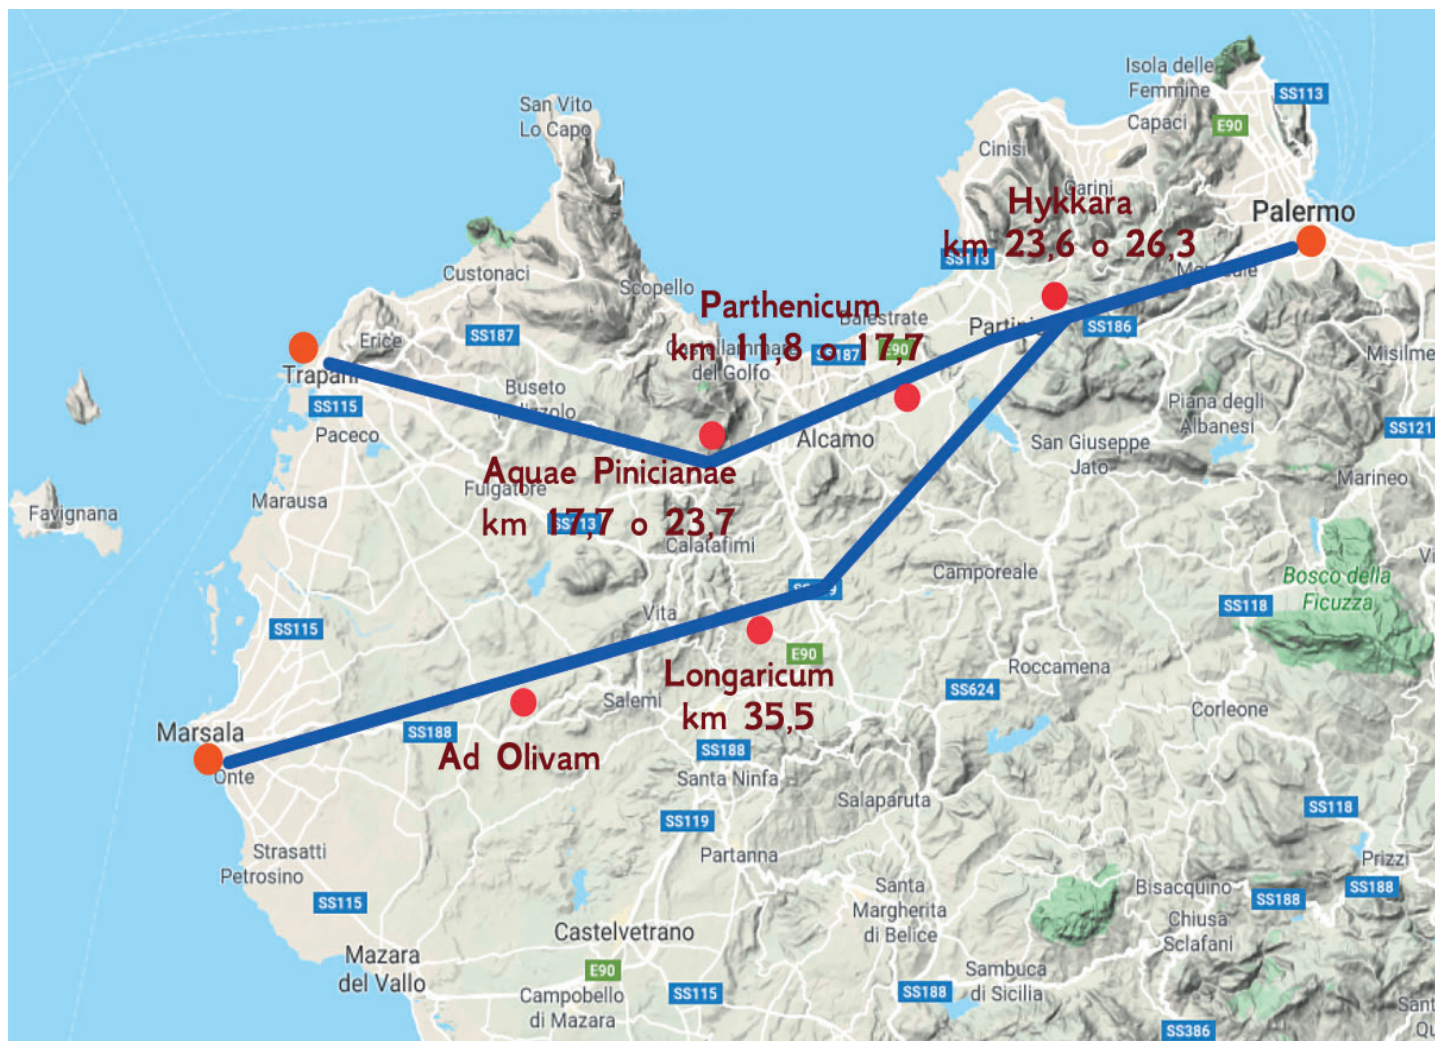 Isola delle
Femmine
SS113
San Vito
Lo Capo
Capaci
E90
Cinisi
Carini
Hykkara
km 23,6 o 26,3
Palermo
SS113
Custonaci
Scopello
Parthenicum
km 11,8 o 17,7
Balestrate
SS187
E90
SS186
Misilme
Erice
SS187
Trapani
SS115
Paceco
Buseto
Castellammare
del Golfo
Alcamo
Piana degli
Albanesi
SS121
San Giuseppe
Jato
Marineo
Aquae Pinicianae
km 17,7 o 23,7
Fulgatore
Marausa
Favignana
Calatafimi
Camporeale
Bosco della
Ficuzza
SS118
SS115
Vita
E90
Longaricum
km 35,5
Roccamena
SS624
Corleone
Salemi
Marsala
SS188
Ad Olivam
SS188
Santa Ninfa
Salaparuta
SS118
SS119
Strasatti
Petrosino
Partanna
Prizzi
SS188
Bisacquino
SS188
Santa
Margherita
di Belice
Chiusa
Sclafani
SS115
Castelvetrano
Mazara
del Vallo
E90
Campobello
di Mazara
SS115
SS188
Sambuca
di Sicilia
SS386